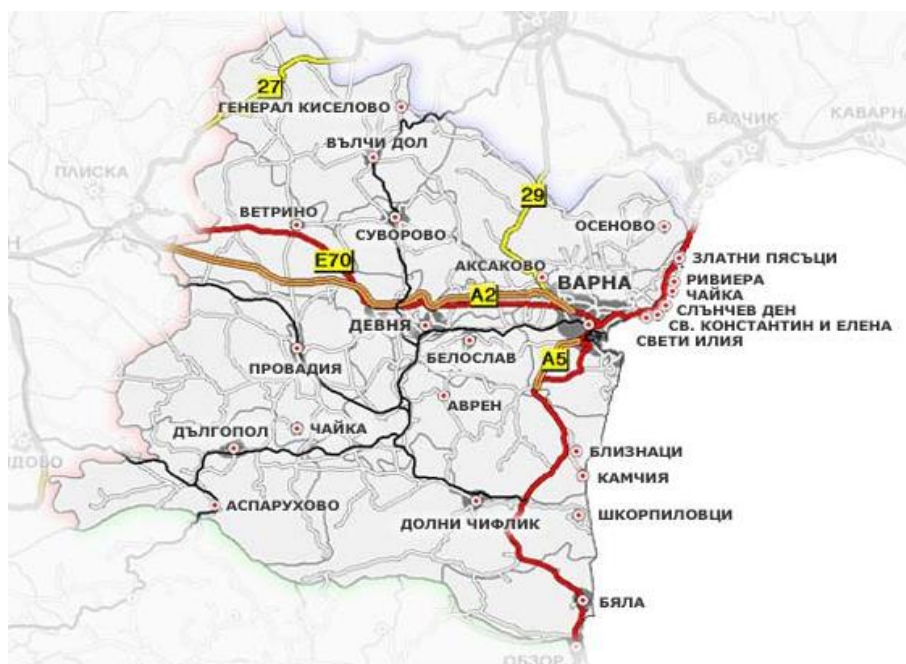 27
ГЕНЕРАЛ КИСЕЛОВО
БАЛЧИК
КАВАРНА
ВЪЛЧИ ДОЛ
ПЛИСКА
29
ВЕТРИНО
СУВОРОВО
ОСЕНОВО
E70
АКСАКОВО
ВАРНА
ЗЛАТНИ ПЯСЪЦИ
A2
РИВИЕРА
ЧАЙКА
СЛЪНЧЕВ ДЕН
ДЕВНЯ
СВ. КОНСТАНТИН И ЕЛЕНА
СВЕТИ ИЛИЯ
ПРОВАДИЯ
БЕЛОСЛАВ
A5
АВРЕН
ДЪЛГОПОЛ
ЧАЙКА
БЛИЗНАЦИ
КАМЧИЯ
АСПАРУХОВО
ДОЛНИ ЧИФЛИК
ШКОРПИЛОВЦИ
БЯЛА
ОБЗОР